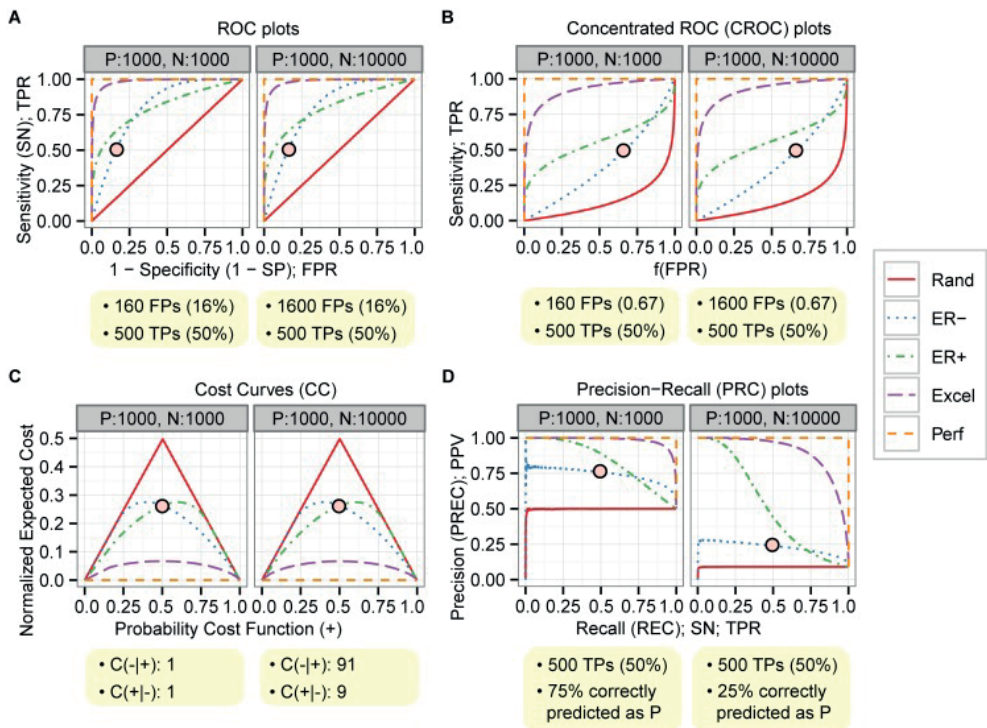 A
ROC plots
P:1000, N:1000
P:1000, N:10000
Sensitivity (SN); TPR
1.00
0.75
0.50
0.25
0.00
0.0 0.25 0.5 0.75 1.0
0.0 0.25 0.5 0.75 1.0
1 − Specificity (1 − SP); FPR
• 160 FPs (16%)
• 500 TPs (50%)
• 1600 FPs (16%)
• 500 TPs (50%)
B
Concentrated ROC (CROC) plots
P:1000, N:1000
P:1000, N:10000
Sensitivity; TPR
1.00
0.75
0.50
0.25
0.00
0.0 0.25 0.5 0.75 1.0
0.0 0.25 0.5 0.75 1.0
f(FPR)
• 160 FPs (0.67)
• 500 TPs (50%)
• 1600 FPs (0.67)
• 500 TPs (50%)
Rand
ER−
ER+
Excel
Perf
C
Cost Curves (CC)
P:1000, N:1000
P:1000, N:10000
Normalized Expected Cost
0.5
0.4
0.3
0.2
0.1
0.0
0.0 0.25 0.5 0.75 1.0
0.0 0.25 0.5 0.75 1.0
Probability Cost Function (+)
• C(-|+): 1
• C(+|-): 1
• C(-|+): 91
• C(+|-): 9
D
Precision−Recall (PRC) plots
P:1000, N:1000
P:1000, N:10000
Precision (PREC); PPV
1.00
0.75
0.50
0.25
0.00
0.0 0.25 0.5 0.75 1.0
0.0 0.25 0.5 0.75 1.0
Recall (REC); SN; TPR
• 500 TPs (50%)
• 75% correctly
predicted as P
• 500 TPs (50%)
• 25% correctly
predicted as P